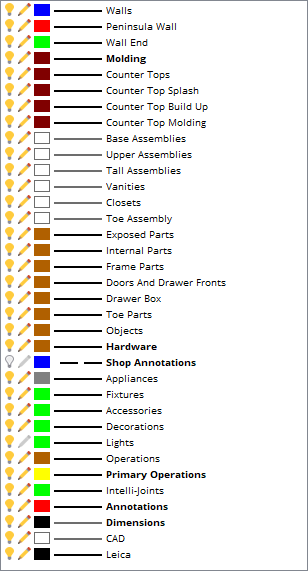 Walls
Peninsula Wall
Wall End
Molding
Counter Tops
Counter Top Splash
Counter Top Build Up
Counter Top Molding
Base Assemblies
Upper Assemblies
Tall Assemblies
Vanities
Closets
Toe Assembly
Exposed Parts
Internal Parts
Frame Parts
Doors And Drawer Fronts
Drawer Box
Toe Parts
Objects
Hardware
Shop Annotations
Appliances
Fixtures
Accessories
Decorations
Lights
Operations
Primary Operations
Intelli-Joints
Annotations
Dimensions
CAD
Leica